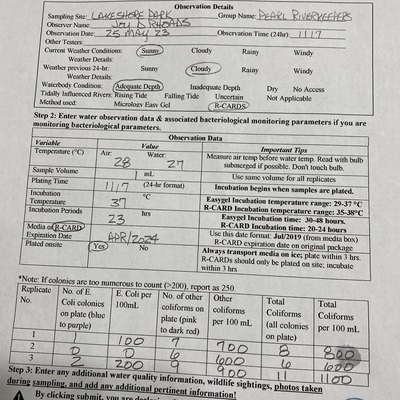 Observation Details
Sampling Site: LAKESHORE PARK Group Name: PEARL RIVERKEEPERS
Observer Name: JON D RHOADS
Observation Date: 25 MAY 23 Observation Time (24hr): 1117
Other Testers:
Current Weather Conditions: Sunny Cloudy Rainy Windy
Weather Details:
Weather previous 24-hr: Sunny Cloudy Rainy Windy
Weather Details:
Waterbody Condition: Adequate Depth Inadequate Depth Dry No Access
Tidally Influenced Rivers: Rising Tide Falling Tide Uncertain Not Applicable
Method used: Micrology Easy Gel R-CARDS
Step 2: Enter water observation data & associated bacteriological monitoring parameters if you are
monitoring bacteriological parameters.
Observation Data
Variable Value Important Tips
Temperature (°C) Air: 28 Water: 27 Measure air temp before water temp. Read with bulb
submerged if possible. Don't touch bulb.
Sample Volume 1 mL Use same volume for all replicates
Plating Time 1117 (24-hr format) Incubation begins when samples are plated.
Incubation
Temperature 37 °C Easygel Incubation temperature range: 29-37 °C
R-CARD Incubation temperature range: 35-38°C
Incubation Periods 23 hrs Easygel Incubation time: 30-48 hours.
R-CARD Incubation time: 20-24 hours
Media or R-CARD
Expiration Date APR/2024 Use this date format: Jul/2019 (from media box)
R-CARD expiration date on original package
Plated onsite Yes No Always transport media on ice; plate within 3 hrs.
R-CARDs should only be plated on site; incubate
within 3 hrs
*Note: If colonies are too numerous to count (>200), report as 250.
Replicate No. No. of E. Coli colonies on plate (blue to purple) E. Coli per 100mL No. of other coliforms on plate (pink to dark red) Other coliforms per 100 mL Total Coliforms (all colonies on plate) Total Coliforms per 100 mL
1 1 100 7 700 8 800
2 0 0 6 600 6 600
3 2 200 9 900 11 1100
Step 3: Enter any additional water quality information, wildlife sightings, photos taken
during sampling, and add any additional pertinent information!
By clicking submit, you are